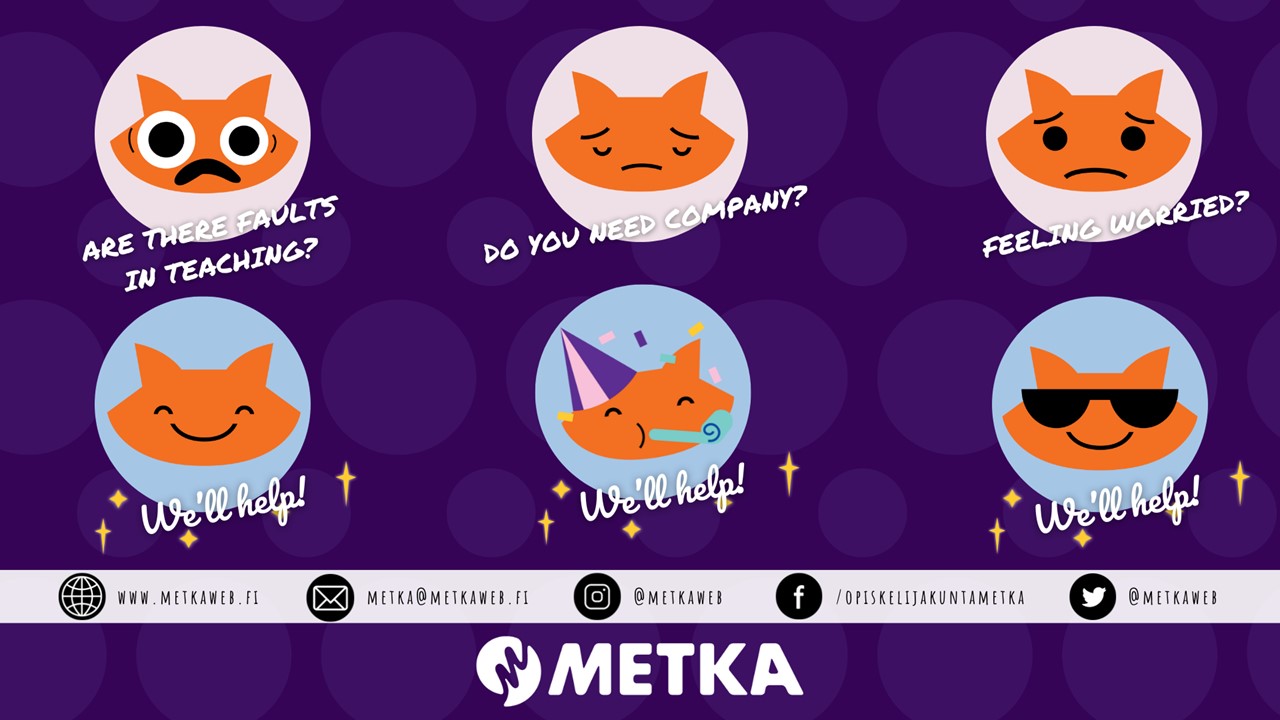 ARE THERE FAULTS
IN TEACHING?
DO YOU NEED COMPANY?
FEELING WORRIED?
We'll help!
We'll help!
We'll help!
WWW.METKAWEB.FI
METKA@METKAWEB.FI
@METKAWEB
/OPISKELIJAKUNTAMETKA
@METKAWEB
METKA